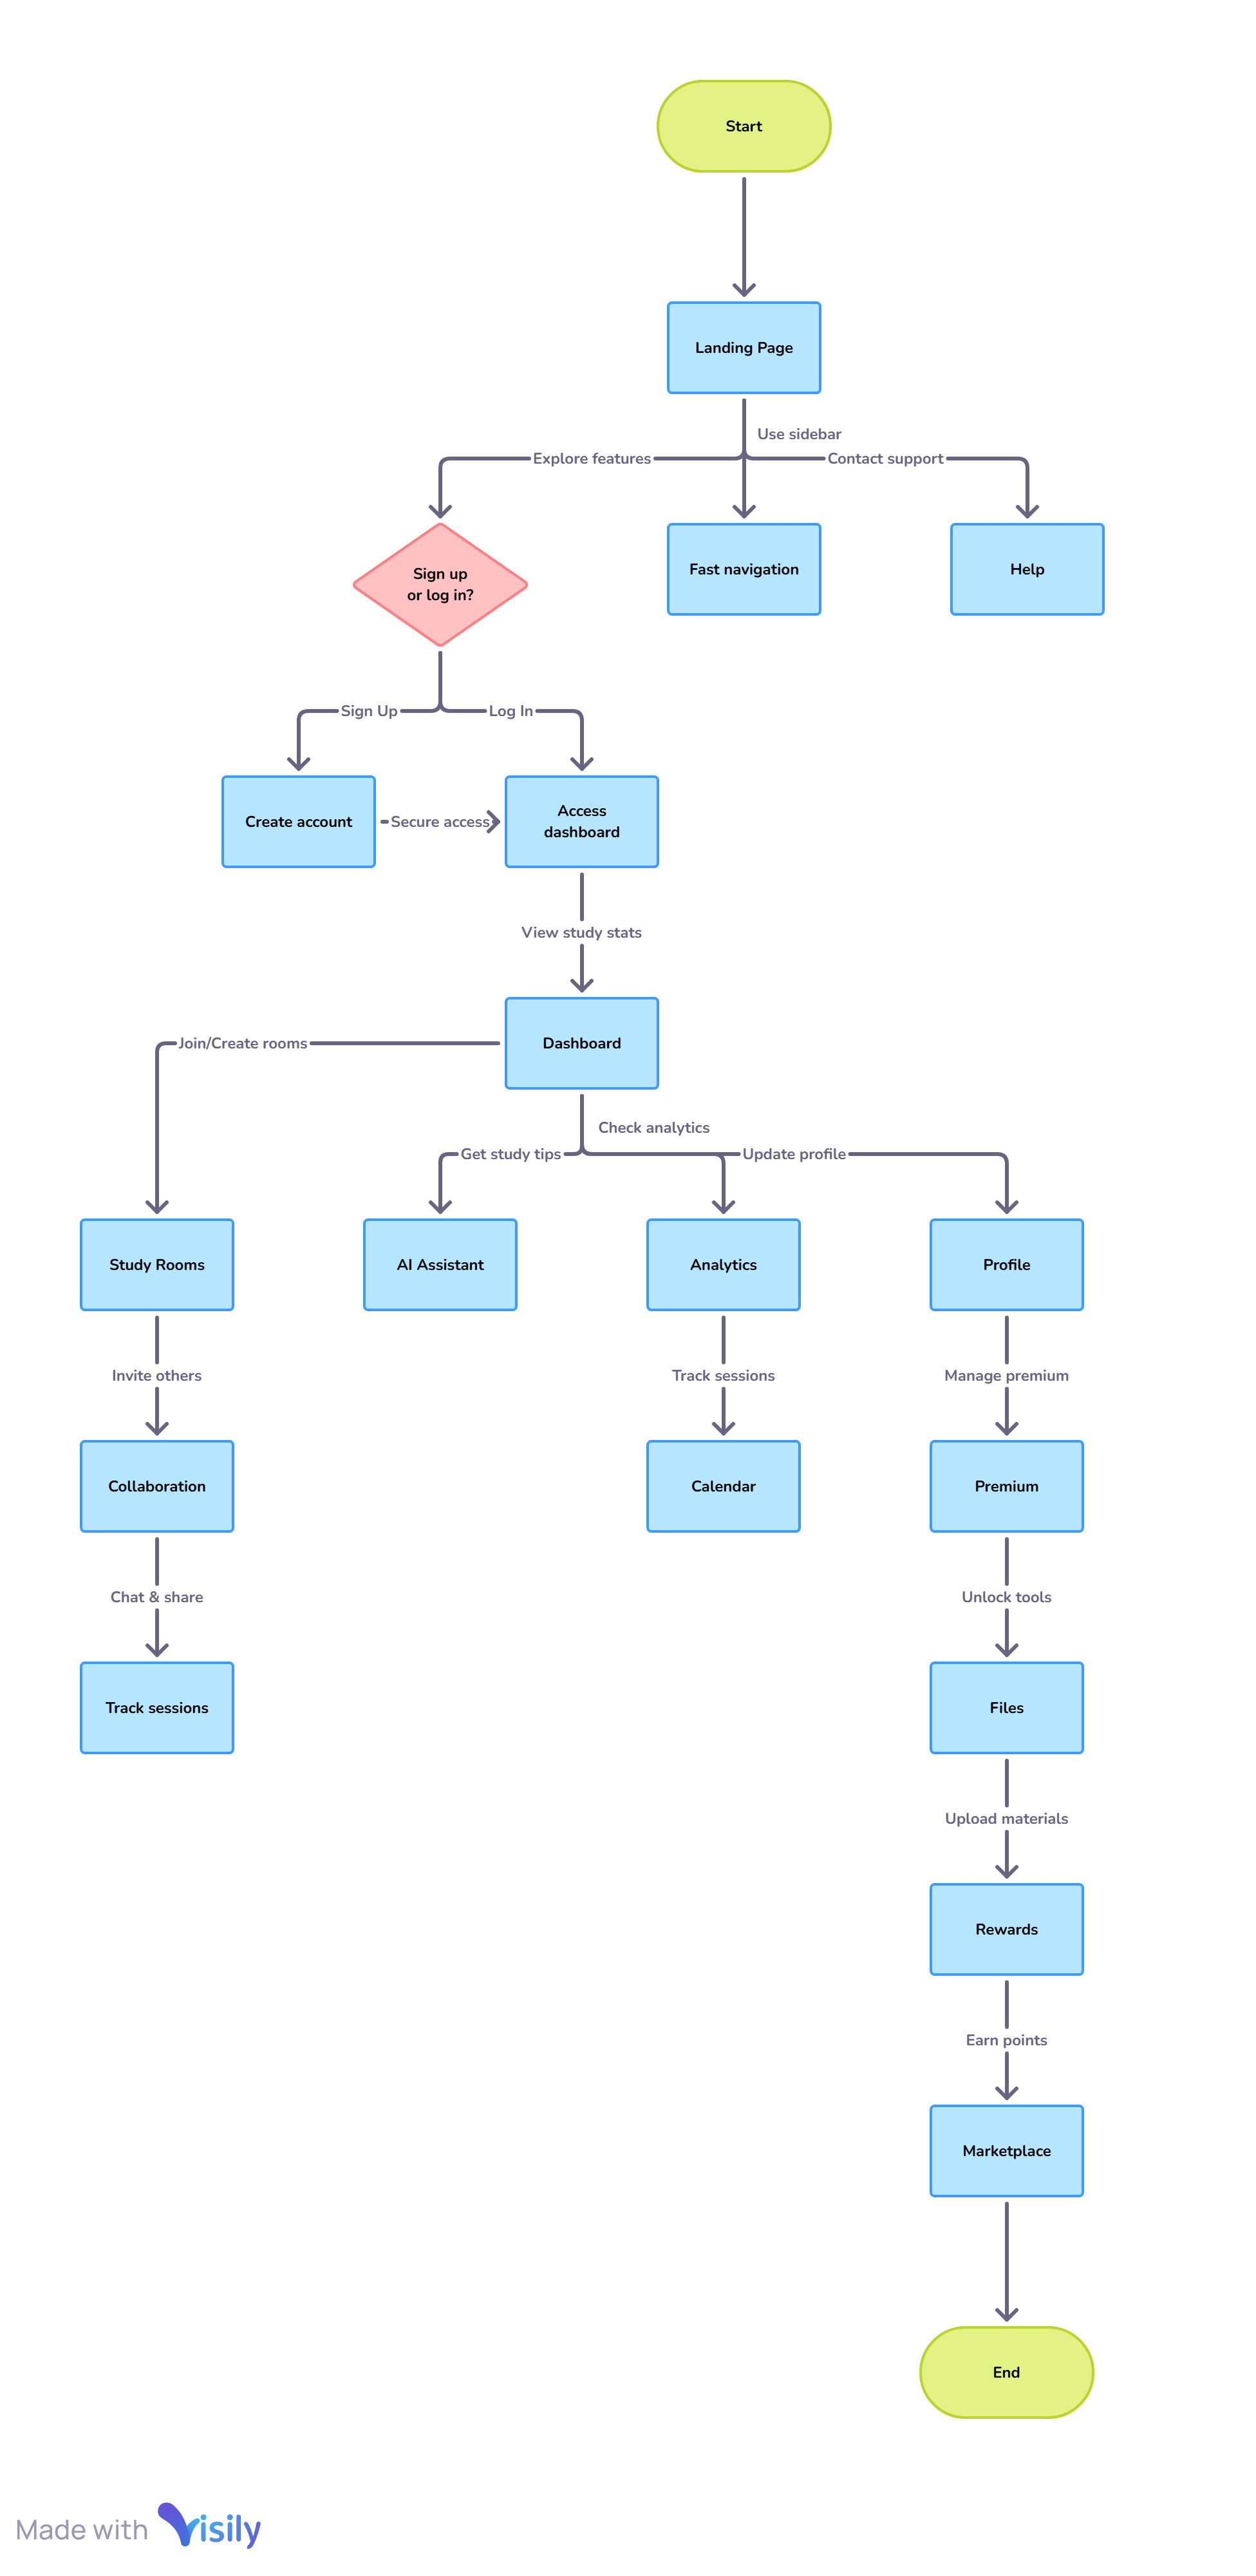 Start
Landing Page
Use sidebar
Explore features
Contact support
Sign up
or log in?
Fast navigation
Help
Sign Up
Log In
Create account
Secure access
Access
dashboard
View study stats
Join/Create rooms
Dashboard
Check analytics
Get study tips
Update profile
Study Rooms
AI Assistant
Analytics
Profile
Invite others
Track sessions
Manage premium
Collaboration
Calendar
Premium
Chat & share
Unlock tools
Track sessions
Files
Upload materials
Rewards
Earn points
Marketplace
End
Made with Visily